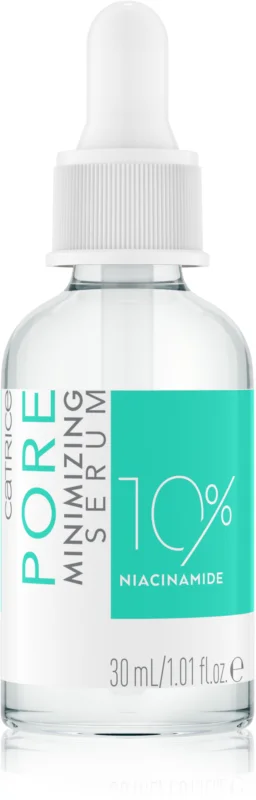 catrice
PORE
MINIMIZING
SERUM
10%
NIACINAMIDE
30 mL/1.01 fl.oz.℮